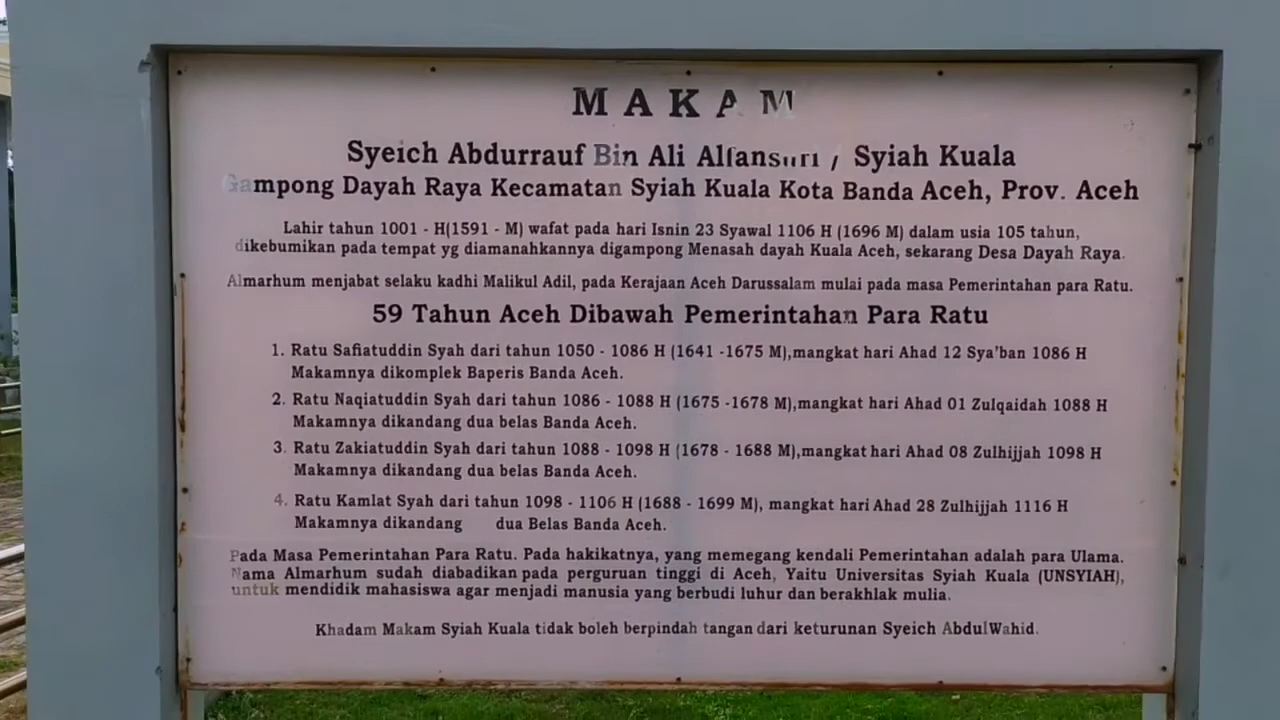 MAKAM
Syeich Abdurrauf Bin Ali Alfansuri / Syiah Kuala
Gampong Dayah Raya Kecamatan Syiah Kuala Kota Banda Aceh, Prov. Aceh
Lahir tahun 1001 - H(1591 - M) wafat pada hari Isnin 23 Syawal 1106 H (1696 M) dalam usia 105 tahun,
dikebumikan pada tempat yg diamanahkannya digampong Menasah dayah Kuala Aceh, sekarang Desa Dayah Raya.
Almarhum menjabat selaku kadhi Malikul Adil, pada Kerajaan Aceh Darussalam mulai pada masa Pemerintahan para Ratu.
59 Tahun Aceh Dibawah Pemerintahan Para Ratu
1. Ratu Safiatuddin Syah dari tahun 1050 - 1086 H (1641 -1675 M),mangkat hari Ahad 12 Sya'ban 1086 H
Makamnya dikomplek Baperis Banda Aceh.
2. Ratu Naqiatuddin Syah dari tahun 1086 - 1088 H (1675 -1678 M),mangkat hari Ahad 01 Zulqaidah 1088 H
Makamnya dikandang dua belas Banda Aceh.
3. Ratu Zakiatuddin Syah dari tahun 1088 - 1098 H (1678 - 1688 M),mangkat hari Ahad 08 Zulhijjah 1098 H
Makamnya dikandang dua belas Banda Aceh.
4. Ratu Kamlat Syah dari tahun 1098 - 1106 H (1688 - 1699 M), mangkat hari Ahad 28 Zulhijjah 1116 H
Makamnya dikandang dua Belas Banda Aceh.
Pada Masa Pemerintahan Para Ratu. Pada hakikatnya, yang memegang kendali Pemerintahan adalah para Ulama.
Nama Almarhum sudah diabadikan pada perguruan tinggi di Aceh, Yaitu Universitas Syiah Kuala (UNSYIAH),
untuk mendidik mahasiswa agar menjadi manusia yang berbudi luhur dan berakhlak mulia.
Khadam Makam Syiah Kuala tidak boleh berpindah tangan dari keturunan Syeich AbdulWahid.